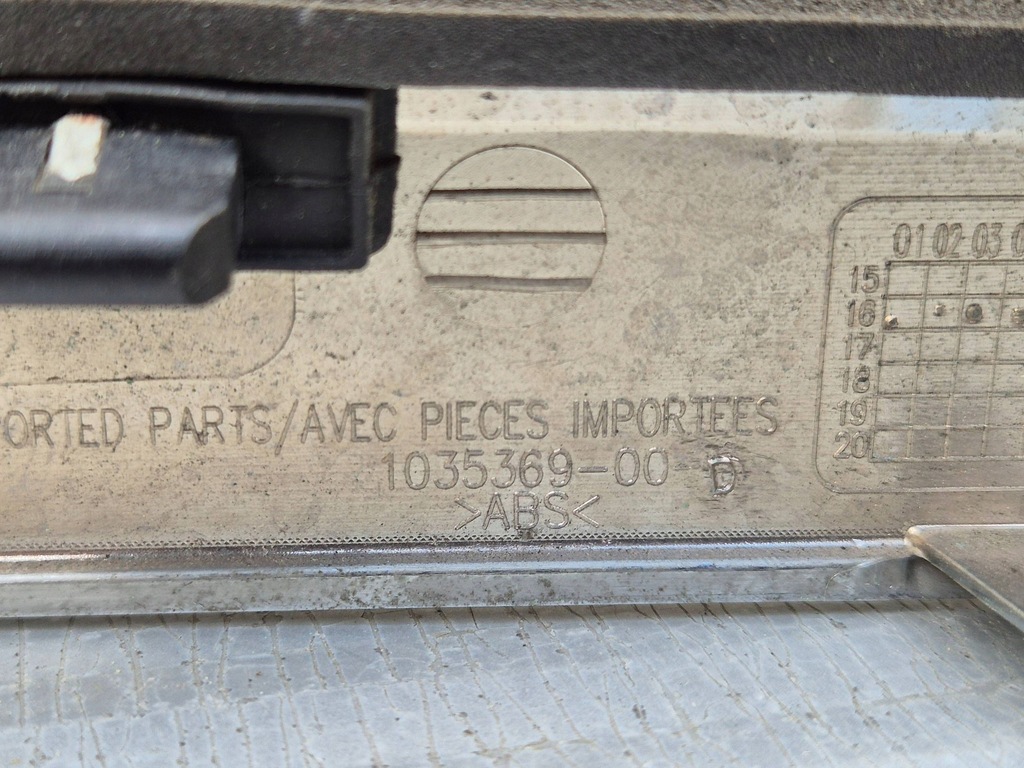 01 02 03
15
16
17
18
19
20
ORTED PARTS/AVEC PIECES IMPORTEES
1035369-00 D
>ABS<